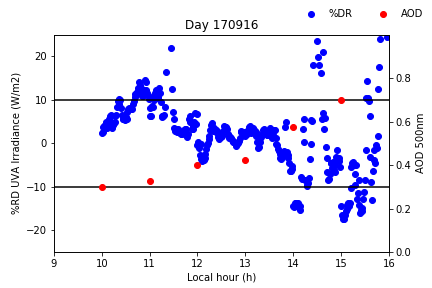 %DR AOD
Day 170916
20
10
0
−10
−20
%RD UVA Irradiance (W/m2)
0.8
0.6
0.4
0.2
0.0
AOD 500nm
9 10 11 12 13 14 15 16
Local hour (h)